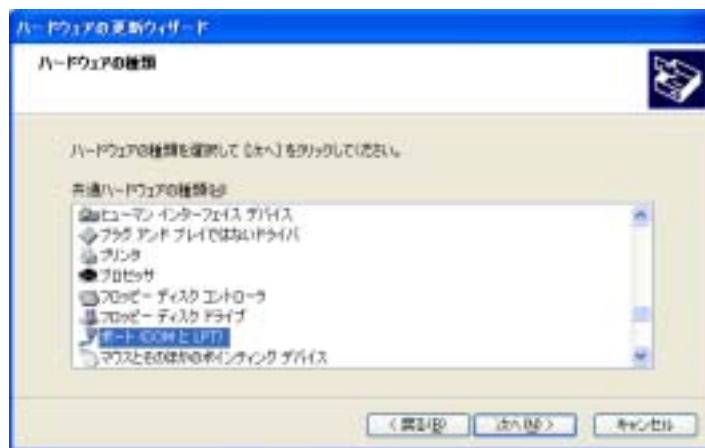 ハードウェアの更新ウィザード
ハードウェアの種類
ハードウェアの種類を選択して [次へ] をクリックしてください。
共通ハードウェアの種類(H):
ヒューマン インターフェイス デバイス
プラグ アンド プレイではないドライバ
プリンタ
プロセッサ
フロッピー ディスク コントローラ
フロッピー ディスク ドライブ
ポート (COM と LPT)
マウスとそのほかのポインティング デバイス
< 戻る(B)
次へ(N) >
キャンセル